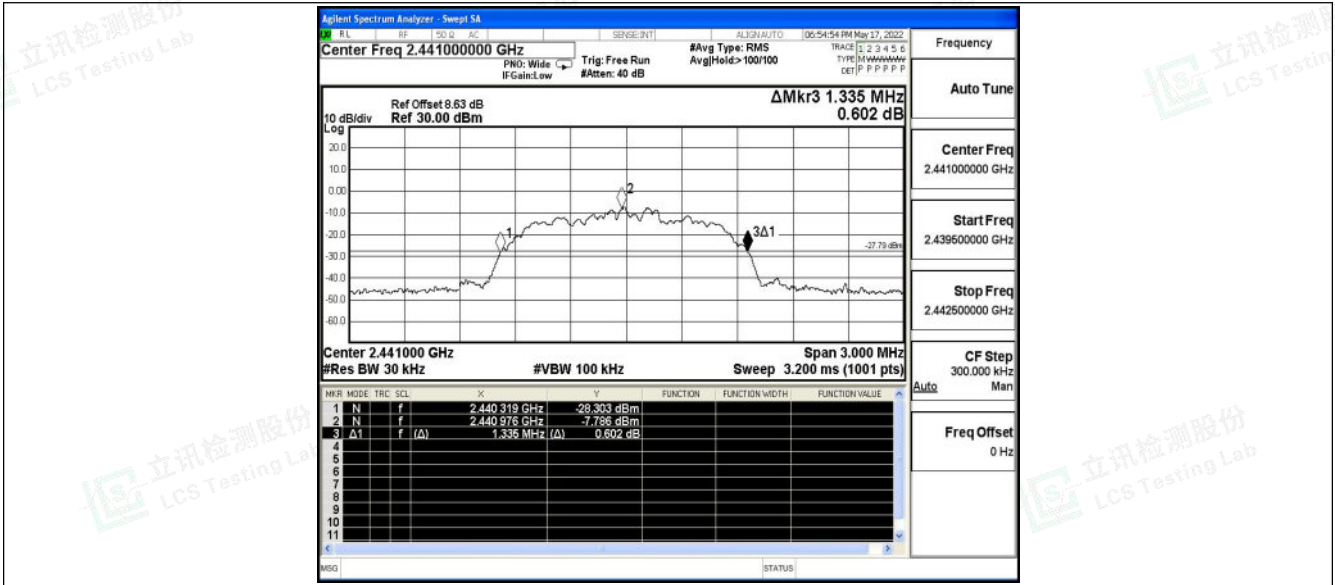 Agilent Spectrum Analyzer - Swept SA
RL RF 50 Ω AC SENSE:INT ALIGNAUTO 06:54:54 PM May 17, 2022
Center Freq 2.441000000 GHz
PNO: Wide
IFGain:Low
Trig: Free Run
#Atten: 40 dB
#Avg Type: RMS
Avg|Hold:>100/100
TRACE 1 2 3 4 5 6
TYPE MWWWWW
DET P P P P P P
Ref Offset 8.63 dB
10 dB/div Ref 30.00 dBm
Log
ΔMkr3 1.335 MHz
0.602 dB
20.0
10.0
0.00
-10.0
-20.0
-30.0
-40.0
-50.0
-60.0
1
2
3Δ1
-27.79 dBm
Center 2.441000 GHz Span 3.000 MHz
#Res BW 30 kHz #VBW 100 kHz Sweep 3.200 ms (1001 pts)
MKR MODE TRC SCL X Y FUNCTION FUNCTION WIDTH FUNCTION VALUE
1 N f 2.440 319 GHz -28.303 dBm
2 N f 2.440 976 GHz -7.786 dBm
3 Δ1 f (Δ) 1.335 MHz (Δ) 0.602 dB
4
5
6
7
8
9
10
11
MSG STATUS
Frequency
Auto Tune
Center Freq
2.441000000 GHz
Start Freq
2.439500000 GHz
Stop Freq
2.442500000 GHz
CF Step
300.000 kHz
Auto Man
Freq Offset
0 Hz
立讯检测股份
LCS Testing Lab
立讯检测股份
LCS Testing Lab
立讯检测股份
LCS Testing Lab
立讯检测股份
LCS Testing Lab